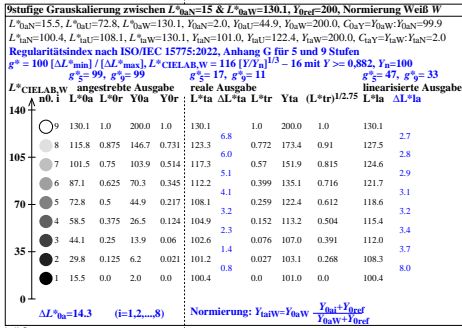 9stufige Grauskalierung zwischen L*0aN=15,5 & L*0aW=130.1, Y0ref=200, Normierung Weiß W
L*0aN=15.5, L*0aU=72.8, L*0aW=130.1, Y0aN=2.0, Y0aU=44.9, Y0aW=200.0, C0aY=Y0aW:Y0aN=99.9
L*taN=100.4, L*taU=108.1, L*taW=130.1, YtaN=101.0, YtaU=122.4, YtaW=200.0, CtaY=YtaW:YtaN=2.0
Regularitätsindex nach ISO/IEC 15775:2022, Anhang G für 5 und 9 Stufen
g* = 100 [ΔL*min] / [ΔL*max], L*CIELAB,W = 116 [Y/Yn]^1/3 – 16 mit Y >= 0,882, Yn=100
g*5= 99, g*9= 99 g*5= 17, g*9= 11 g*5= 47, g*9= 33
L*CIELAB,W angestrebte Ausgabe reale Ausgabe linearisierte Ausgabe
n0. i L*0a L*0r Y0a Y0r L*ta ΔL*ta L*tr Yta (L*tr)^1/2.75 L*la ΔL*la
140
9 130.1 1.0 200.0 1.0 130.1 1.0 200.0 1.0 130.1
6.8 2.7
8 115.8 0.875 146.7 0.731 123.3 0.772 173.4 0.91 127.5
105
6.0 2.8
7 101.5 0.75 103.9 0.514 117.3 0.57 151.9 0.815 124.6
5.1 2.9
6 87.1 0.625 70.3 0.345 112.2 0.399 135.1 0.716 121.7
4.1 3.1
70
5 72.8 0.5 44.9 0.217 108.1 0.259 122.4 0.612 118.6
3.2 3.2
4 58.5 0.375 26.5 0.124 104.9 0.152 113.2 0.504 115.4
2.3 3.4
3 44.1 0.25 13.9 0.06 102.6 0.076 107.0 0.391 112.0
35
1.4 3.7
2 29.8 0.125 6.2 0.021 101.2 0.027 103.1 0.268 108.3
0.8 8.0
1 15.5 0.0 2.0 0.0 100.4 0.0 101.0 0.0 100.4
0
ΔL*0a=14.3 (i=1,2,...,8) Normierung: YtaiW=Y0aW (Y0ai+Y0ref)/(Y0aW+Y0ref)